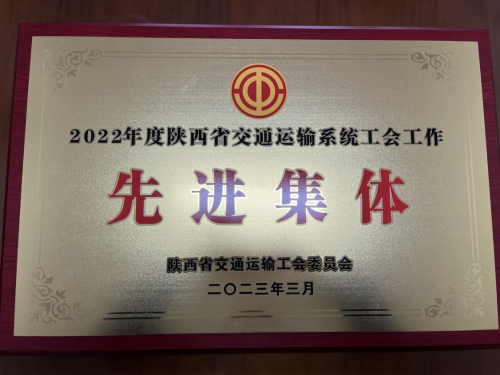 2022年度陕西省交通运输系统工会工作
先进集体
陕西省交通运输工会委员会
二〇二三年三月